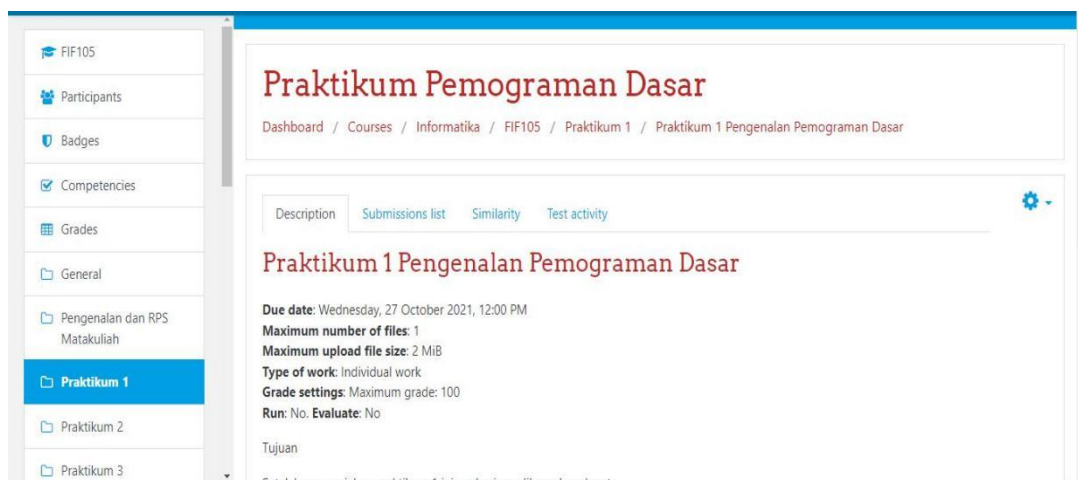 FIF105
Participants
Badges
Competencies
Grades
General
Pengenalan dan RPS
Matakuliah
Praktikum 1
Praktikum 2
Praktikum 3
Praktikum Pemograman Dasar
Dashboard / Courses / Informatika / FIF105 / Praktikum 1 / Praktikum 1 Pengenalan Pemograman Dasar
Description Submissions list Similarity Test activity
Praktikum 1 Pengenalan Pemograman Dasar
Due date: Wednesday, 27 October 2021, 12:00 PM
Maximum number of files: 1
Maximum upload file size: 2 MiB
Type of work: Individual work
Grade settings: Maximum grade: 100
Run: No. Evaluate: No
Tujuan